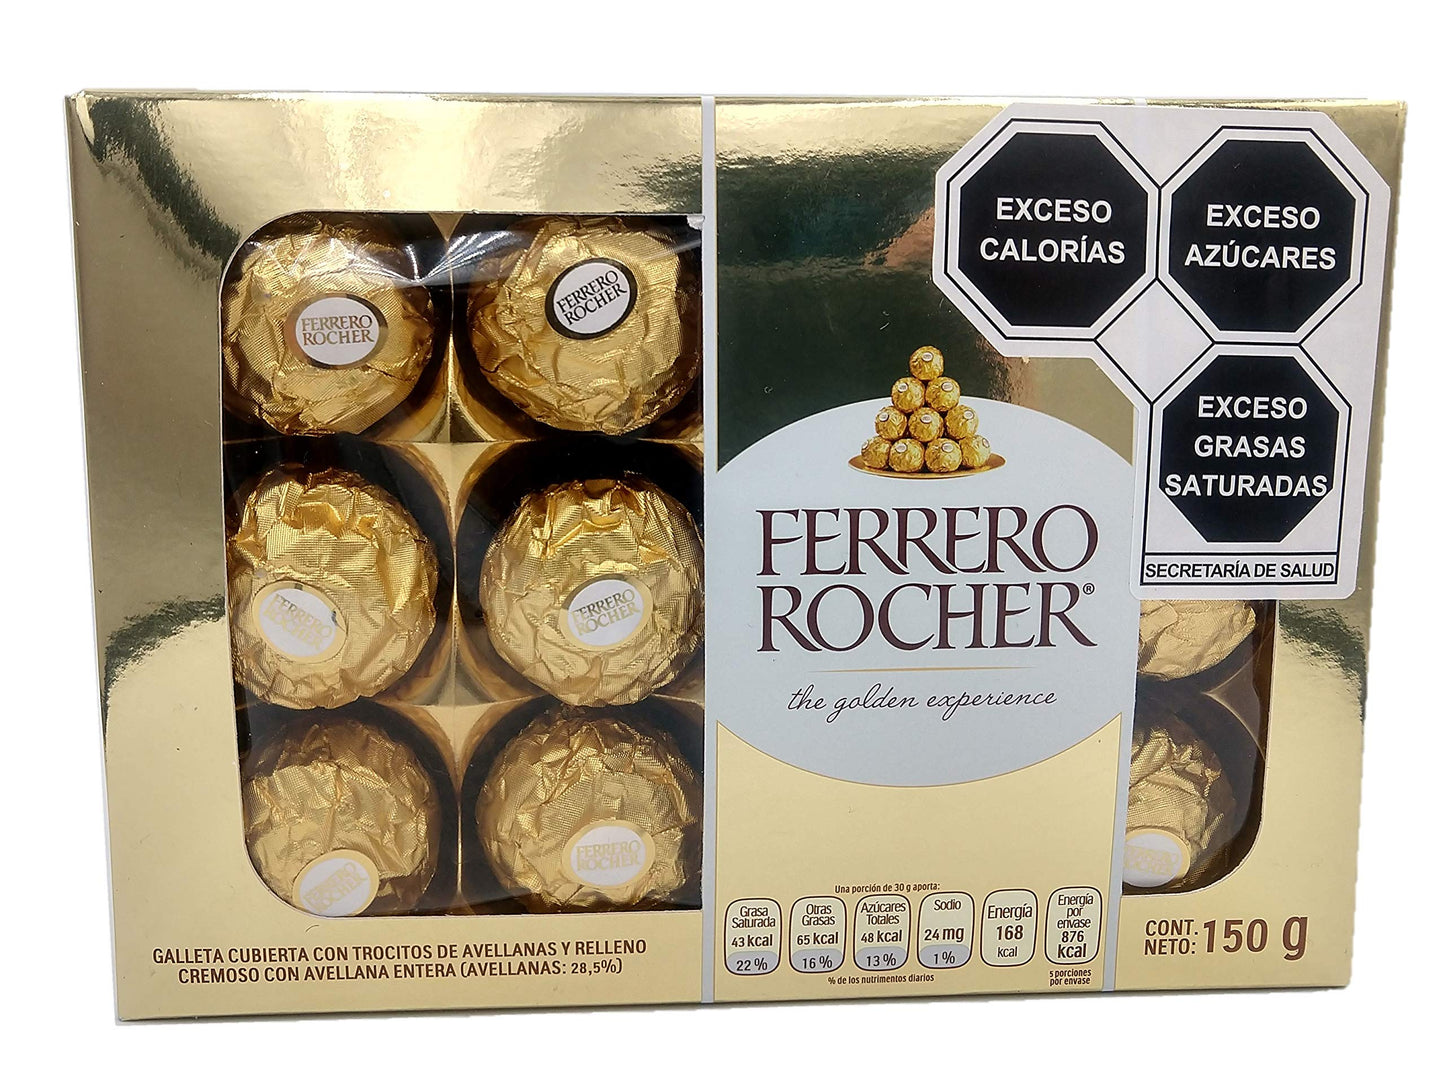 EXCESO
CALORÍAS
EXCESO
AZÚCARES
EXCESO
GRASAS
SATURADAS
SECRETARÍA DE SALUD
FERRERO
ROCHER
FERRERO
ROCHER
FERRERO
ROCHER
FERRERO
ROCHER
FERRERO
ROCHER
FERRERO
ROCHER
FERRERO
ROCHER®
the golden experience
GALLETA CUBIERTA CON TROCITOS DE AVELLANAS Y RELLENO
CREMOSO CON AVELLANA ENTERA (AVELLANAS: 28,5%)
Una porción de 30 g aporta:
Grasa
Saturada
43 kcal
22 %
Otras
Grasas
65 kcal
16 %
Azúcares
Totales
48 kcal
13 %
Sodio
24 mg
1 %
Energía
168
kcal
Energía
por
envase
876
kcal
% de los nutrimentos diarios
5 porciones
por envase
CONT.
NETO: 150 g